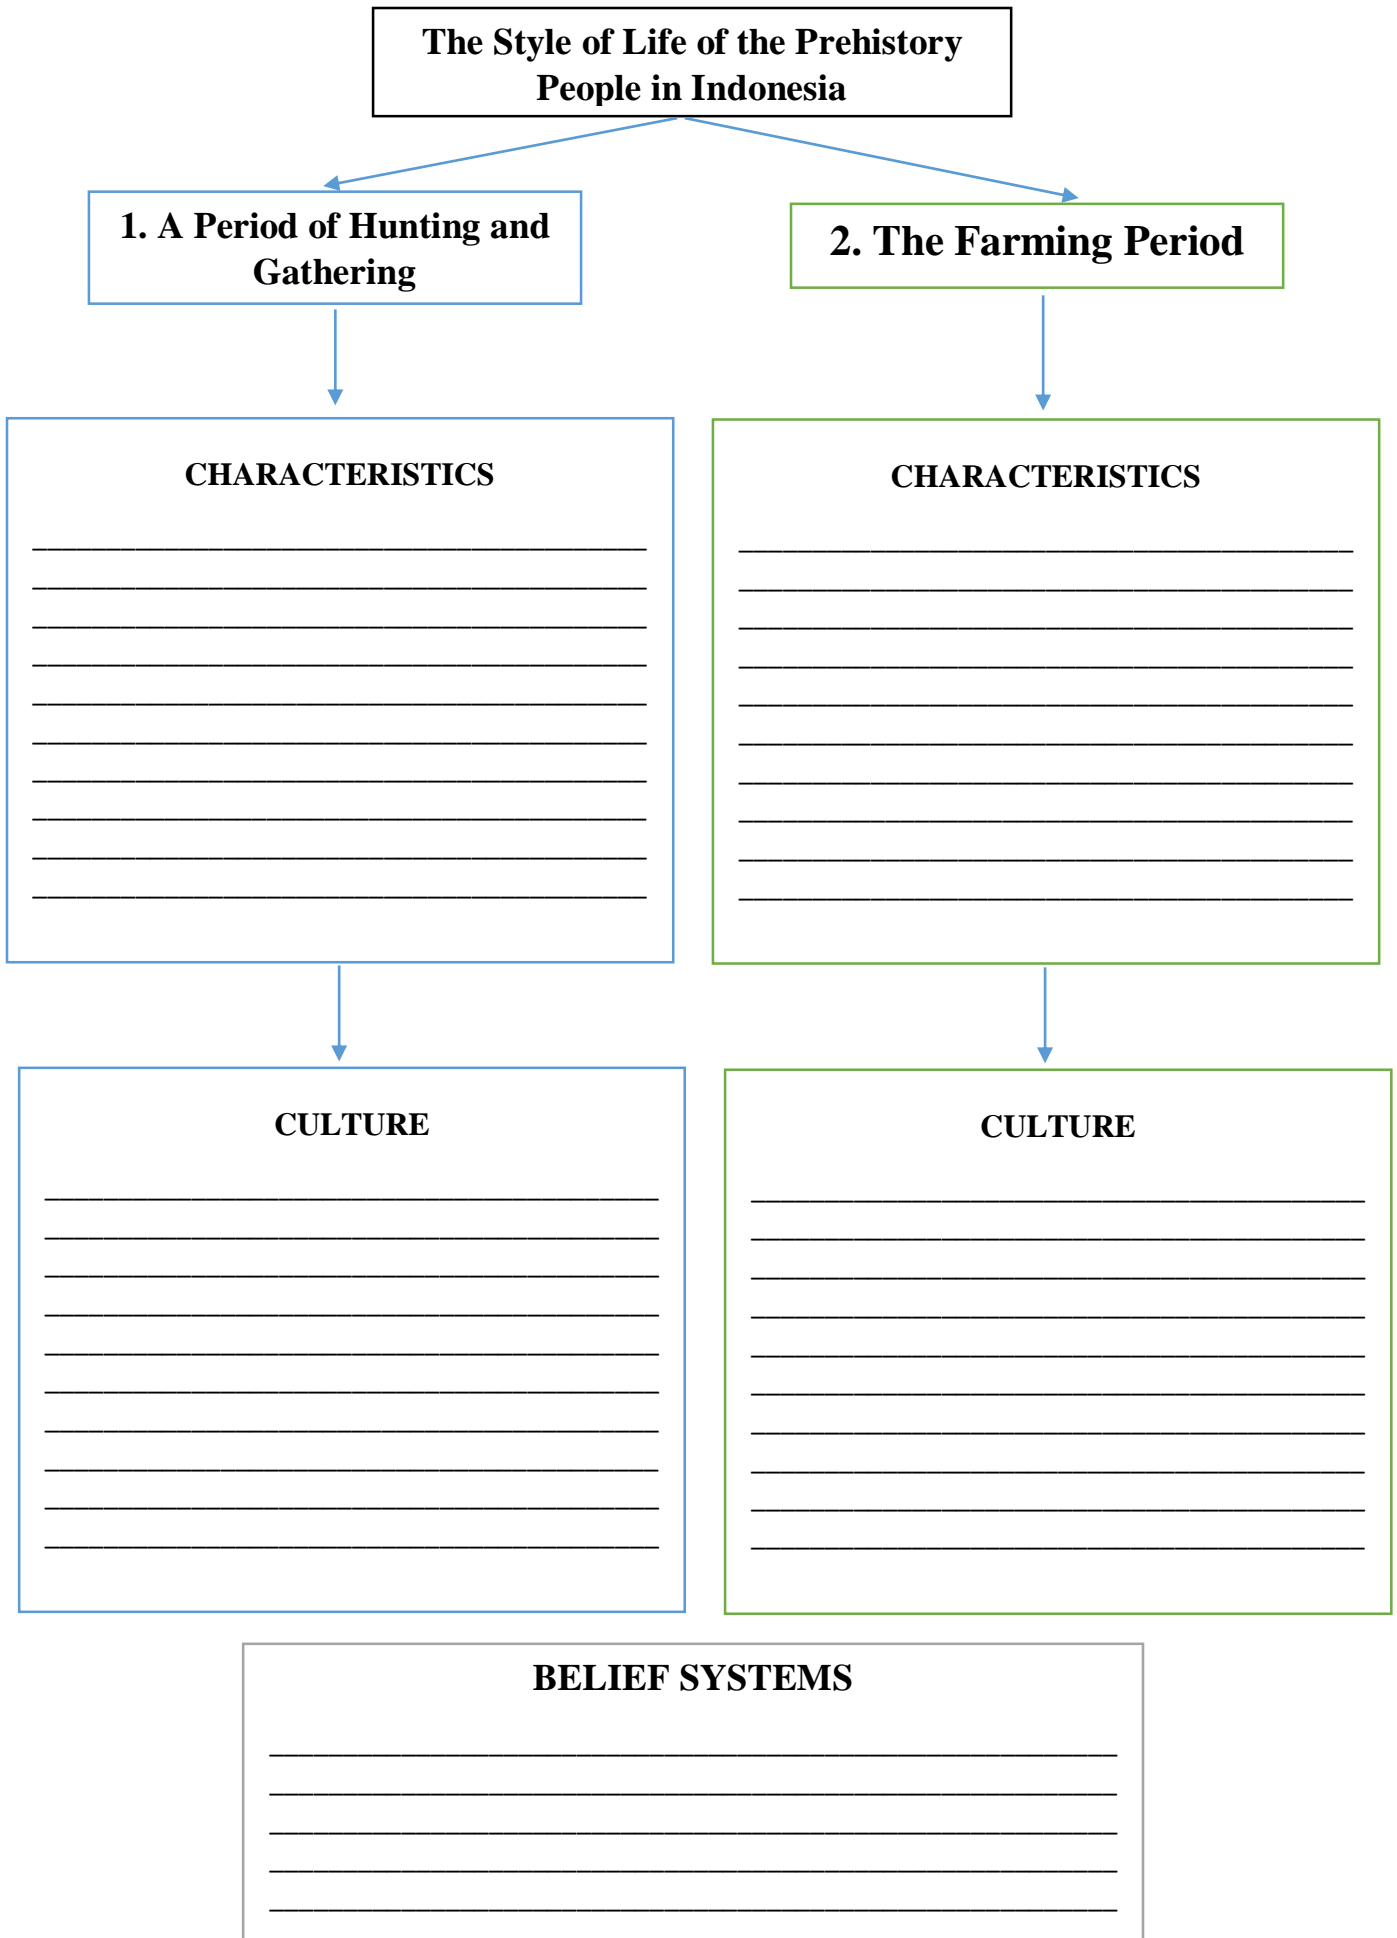 The Style of Life of the Prehistory
People in Indonesia
1. A Period of Hunting and
Gathering
2. The Farming Period
CHARACTERISTICS
CHARACTERISTICS
CULTURE
CULTURE
BELIEF SYSTEMS